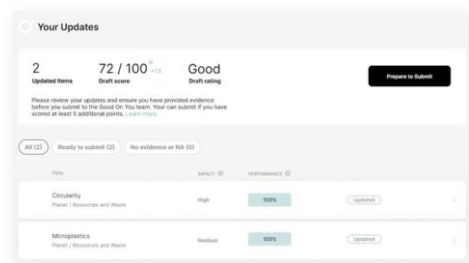 Your Updates
2
Updated Items
72 / 100 +13
Draft score
Good
Draft rating
Prepare to Submit
Please review your updates and ensure you have provided evidence
before you submit to the Good On You team. Your can submit if you have
scored at least 5 additional points. Learn more.
All (2) Ready to submit (2) No evidence or NA (0)
ITEM IMPACT PERFORMANCE
Circularity
Planet / Resources and Waste
High 100% Updated
Microplastics
Planet / Resources and Waste
Medium 100% Updated